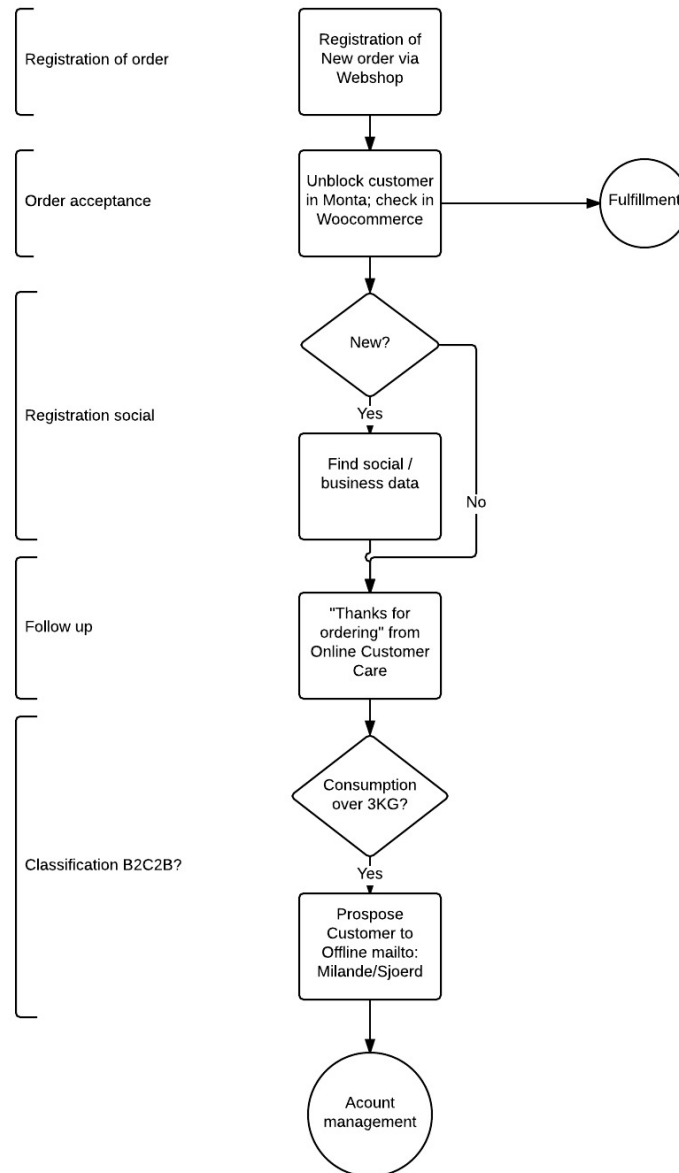 Registration of order
Registration of
New order via
Webshop
Order acceptance
Unblock customer
in Monta; check in
Woocommerce
Fulfillment
New?
Registration social
Yes
Find social /
business data
No
Follow up
"Thanks for
ordering" from
Online Customer
Care
Consumption
over 3KG?
Classification B2C2B?
Yes
Prospose
Customer to
Offline mailto:
Milande/Sjoerd
Acount
management